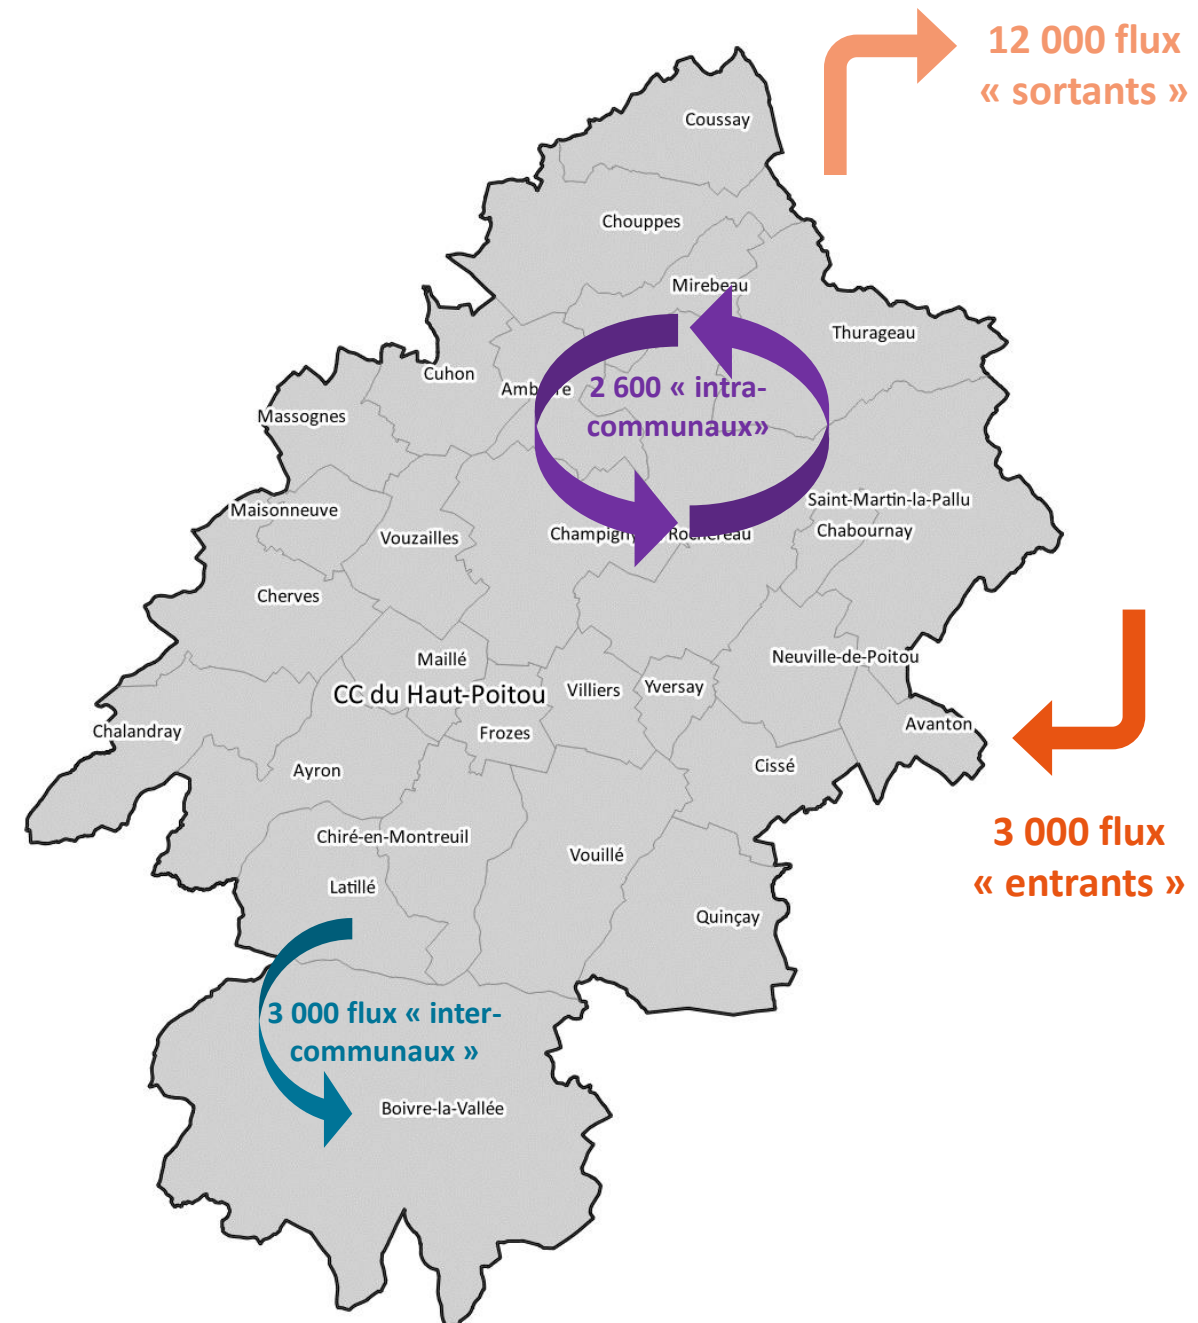 12 000 flux
« sortants »
Coussay
Chouppes
Mirebeau
Thurageau
Cuhon
2 600 « intra-
communaux»
Massognes
Maisonneuve
Saint-Martin-la-Pallu
Vouzailles
Champigny
Chabournay
Cherves
Maillé
Neuville-de-Poitou
CC du Haut-Poitou
Villiers
Yversay
Chalandray
Frozes
Avanton
Ayron
Cissé
3 000 flux
« entrants »
Chiré-en-Montreuil
Vouillé
Latillé
Quinçay
3 000 flux « inter-
communaux »
Boivre-la-Vallée